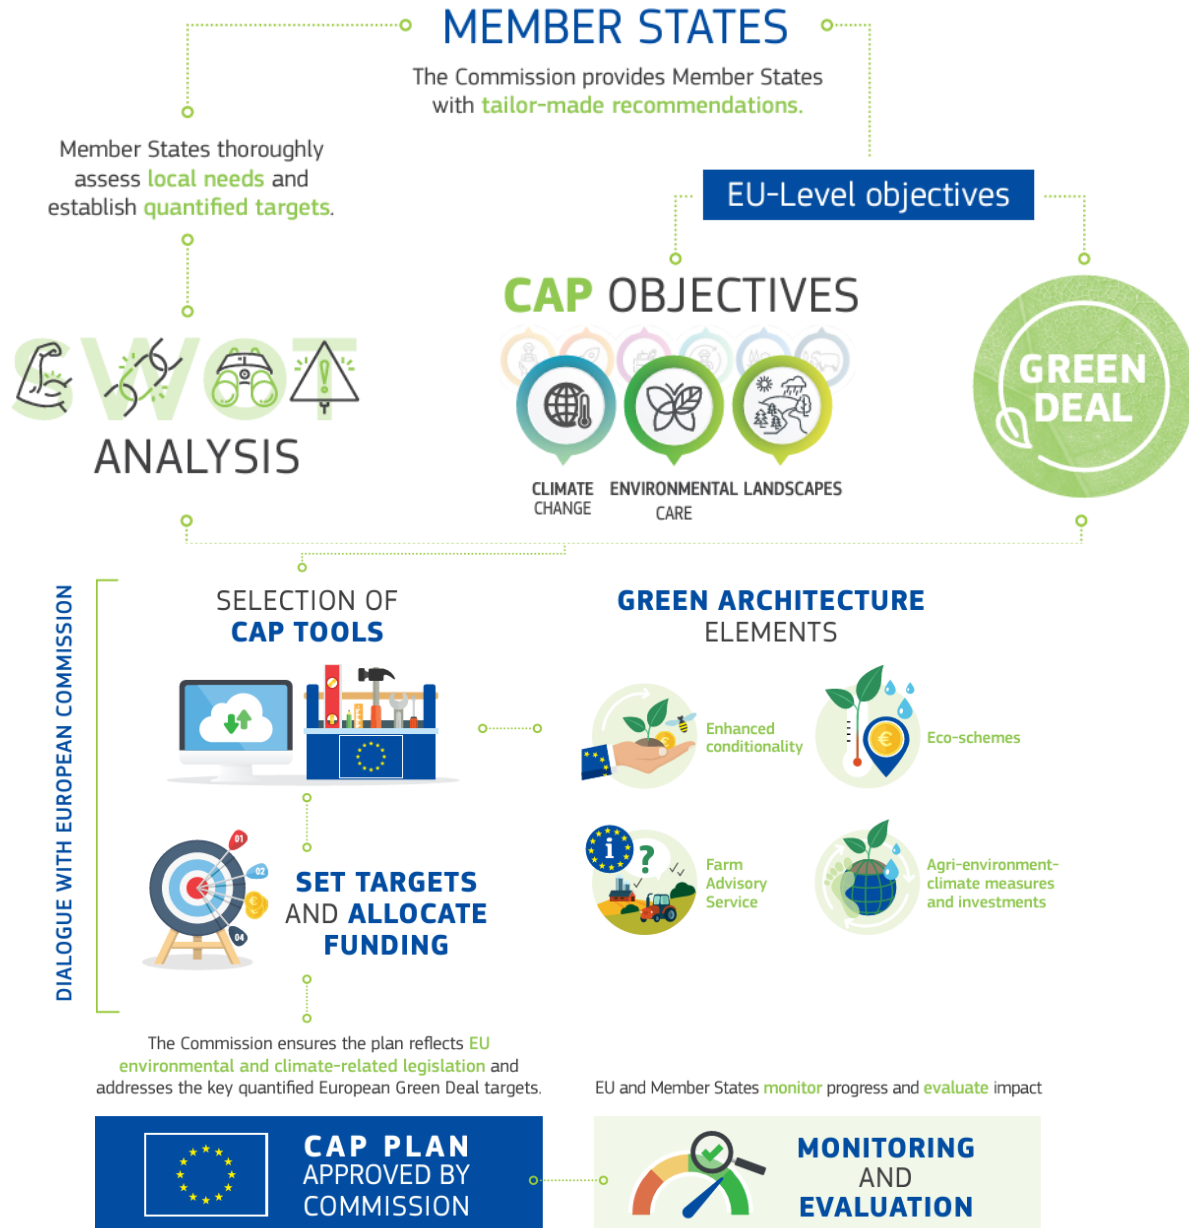 MEMBER STATES
The Commission provides Member States
with tailor-made recommendations.
Member States thoroughly
assess local needs and
establish quantified targets.
EU-Level objectives
SWOT
ANALYSIS
CAP OBJECTIVES
CLIMATE
CHANGE
ENVIRONMENTAL
CARE
LANDSCAPES
GREEN
DEAL
DIALOGUE WITH EUROPEAN COMMISSION
SELECTION OF
CAP TOOLS
GREEN ARCHITECTURE
ELEMENTS
Enhanced
conditionality
€
Eco-schemes
01
02
€
04
SET TARGETS
AND ALLOCATE
FUNDING
i
?
Farm
Advisory
Service
Agri-environment-
climate measures
and investments
The Commission ensures the plan reflects EU
environmental and climate-related legislation and
addresses the key quantified European Green Deal targets.
EU and Member States monitor progress and evaluate impact
CAP PLAN
APPROVED BY
COMMISSION
MONITORING
AND
EVALUATION